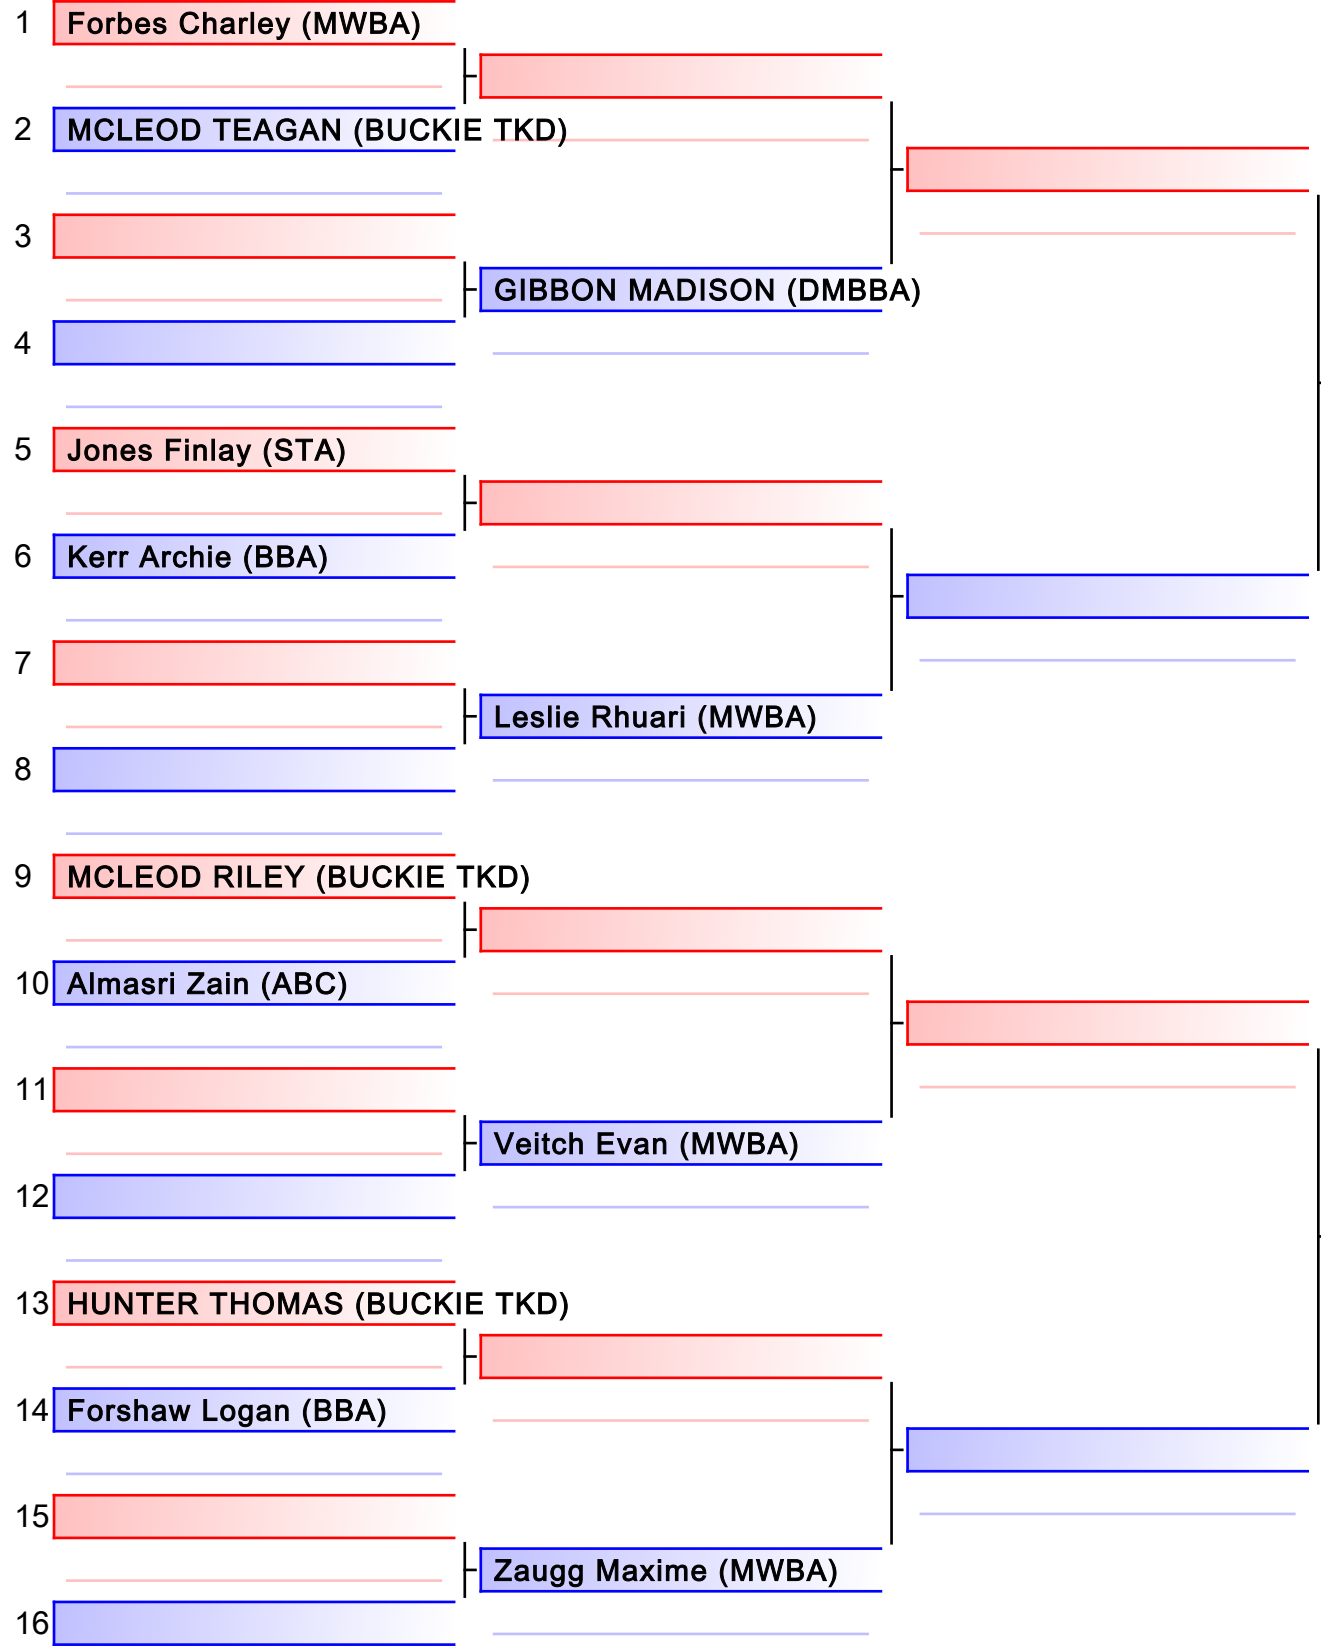 1 Forbes Charley (MWBA)
2 MCLEOD TEAGAN (BUCKIE TKD)
3
GIBBON MADISON (DMBBA)
4
5 Jones Finlay (STA)
6 Kerr Archie (BBA)
7
Leslie Rhuari (MWBA)
8
9 MCLEOD RILEY (BUCKIE TKD)
10 Almasri Zain (ABC)
11
Veitch Evan (MWBA)
12
13 HUNTER THOMAS (BUCKIE TKD)
14 Forshaw Logan (BBA)
15
Zaugg Maxime (MWBA)
16